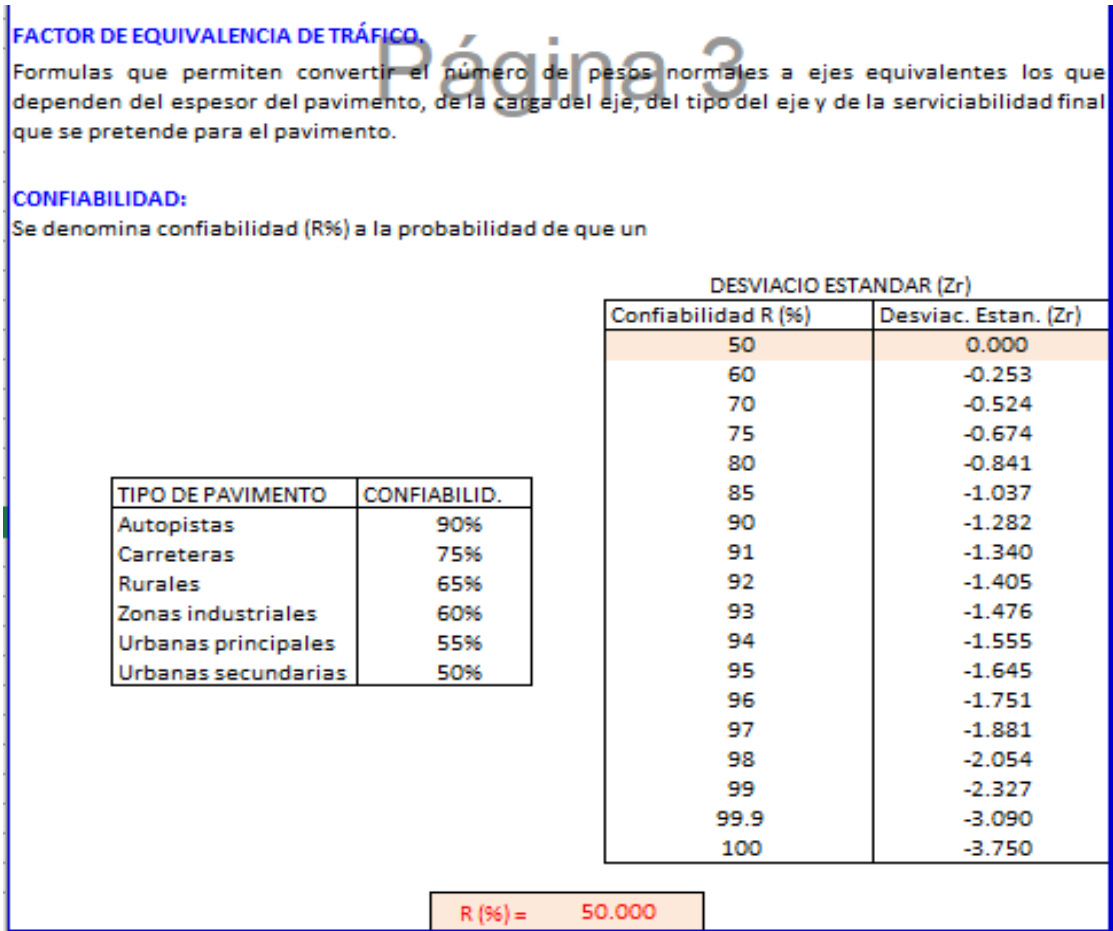 FACTOR DE EQUIVALENCIA DE TRÁFICO.
Página 3
Formulas que permiten convertir el número de pesos normales a ejes equivalentes los que
dependen del espesor del pavimento, de la carga del eje, del tipo del eje y de la serviciabilidad final
que se pretende para el pavimento.
CONFIABILIDAD:
Se denomina confiabilidad (R%) a la probabilidad de que un
TIPO DE PAVIMENTO CONFIABILID.
Autopistas 90%
Carreteras 75%
Rurales 65%
Zonas industriales 60%
Urbanas principales 55%
Urbanas secundarias 50%
DESVIACIO ESTANDAR (Zr)
Confiabilidad R (%) Desviac. Estan. (Zr)
50 0.000
60 -0.253
70 -0.524
75 -0.674
80 -0.841
85 -1.037
90 -1.282
91 -1.340
92 -1.405
93 -1.476
94 -1.555
95 -1.645
96 -1.751
97 -1.881
98 -2.054
99 -2.327
99.9 -3.090
100 -3.750
R (%) = 50.000